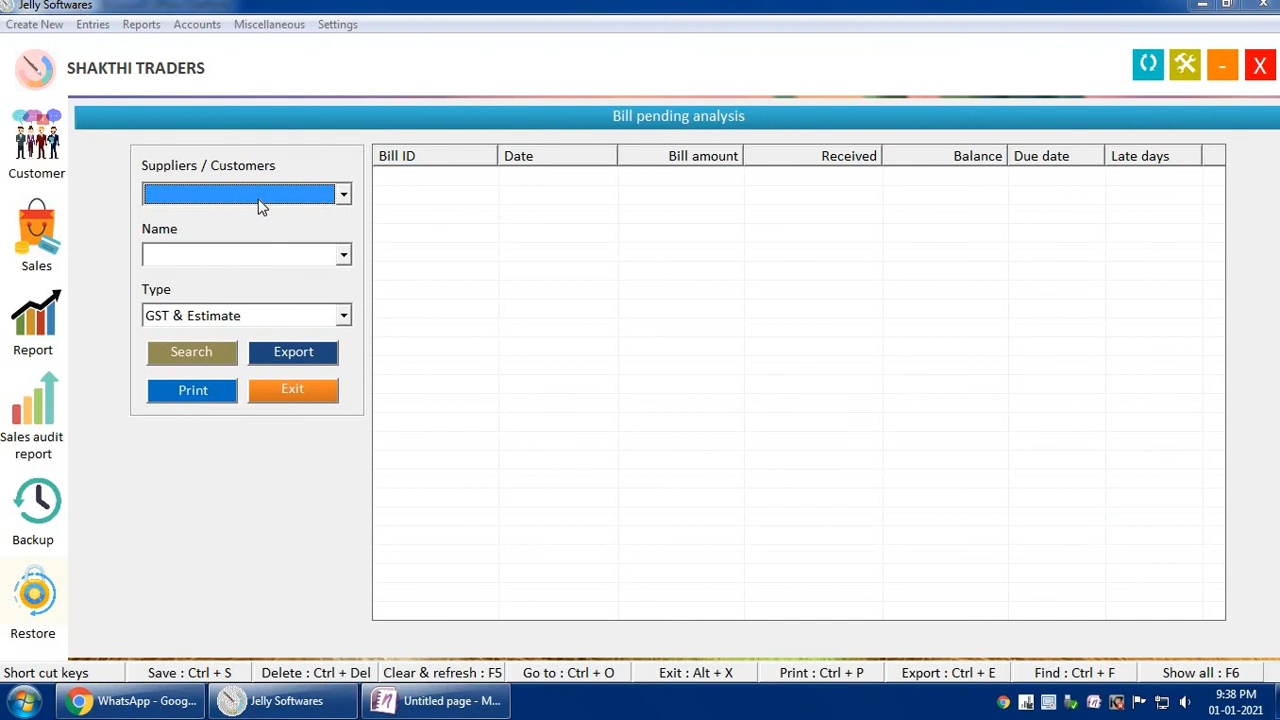 Jelly Softwares
Create New Entries Reports Accounts Miscellaneous Settings
SHAKTHI TRADERS
- X
Bill pending analysis
Customer
Sales
Report
Sales audit
report
Backup
Restore
Suppliers / Customers
Name
Type
GST & Estimate
Search Export
Print Exit
Bill ID Date Bill amount Received Balance Due date Late days
Short cut keys Save : Ctrl + S Delete : Ctrl + Del Clear & refresh : F5 Go to : Ctrl + O Exit : Alt + X Print : Ctrl + P Export : Ctrl + E Find : Ctrl + F Show all : F6
WhatsApp - Goog... Jelly Softwares Untitled page - M...
9:38 PM
01-01-2021